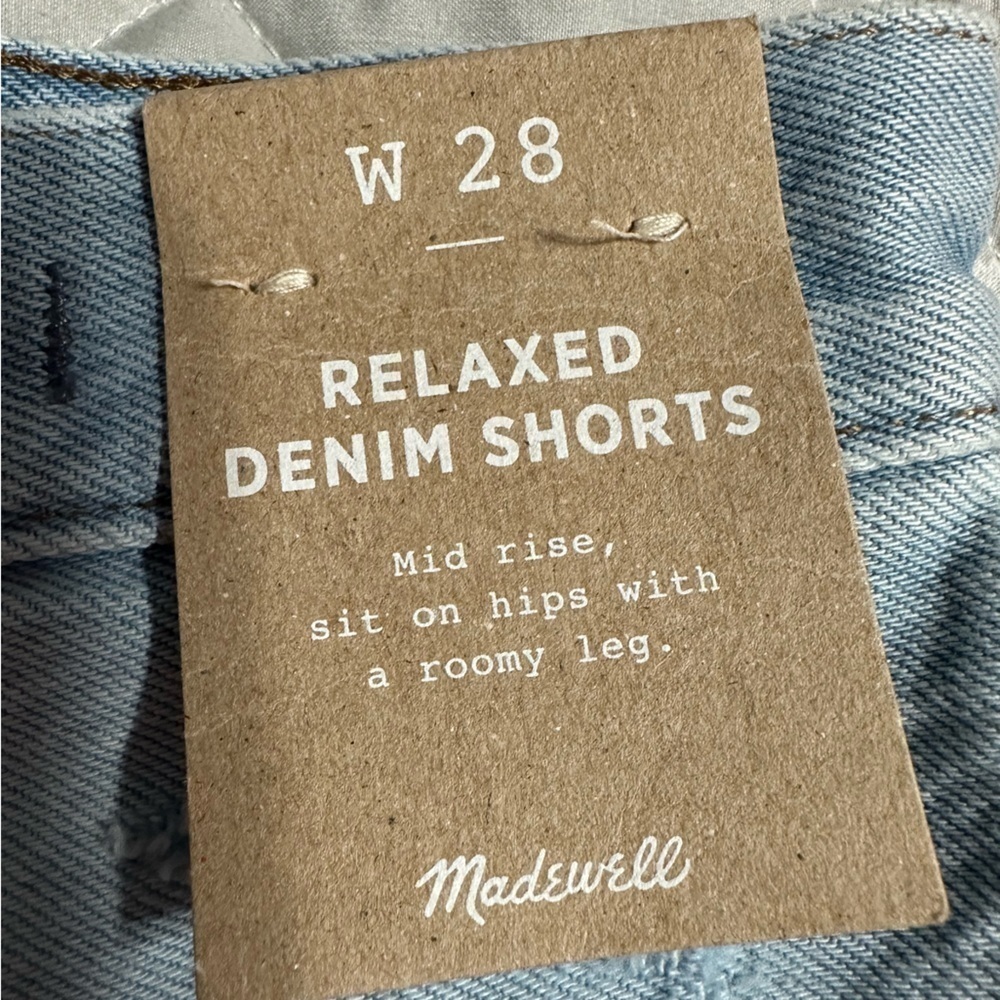 W 28
RELAXED
DENIM SHORTS
Mid rise,
sit on hips with
a roomy leg.
Madewell